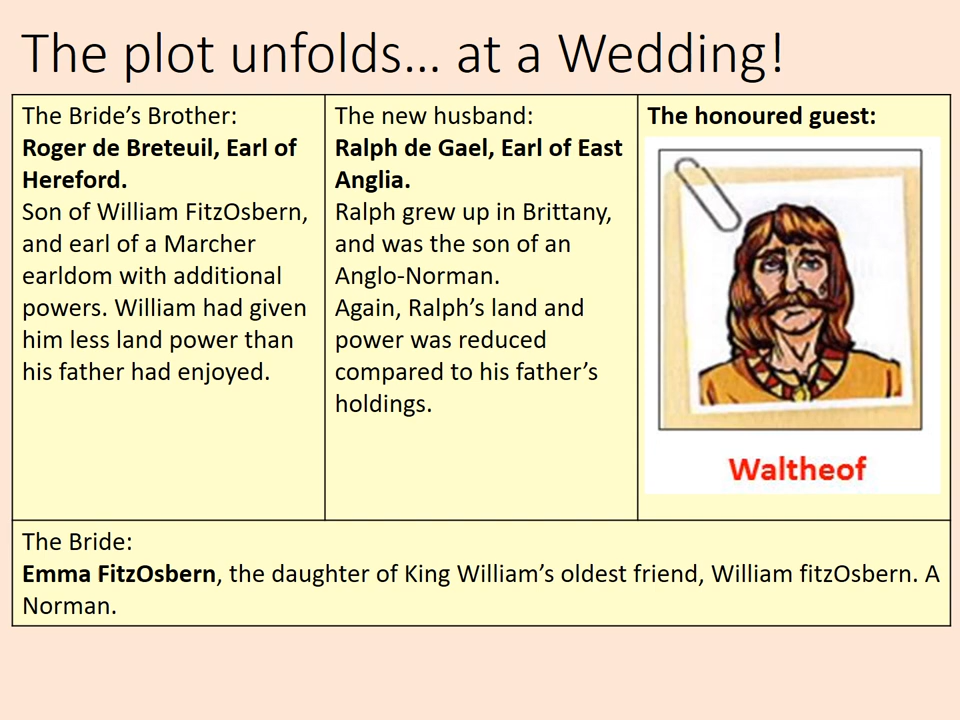 The plot unfolds... at a Wedding!
The Bride’s Brother:
Roger de Breteuil, Earl of
Hereford.
Son of William FitzOsbern,
and earl of a Marcher
earldom with additional
powers. William had given
him less land power than
his father had enjoyed.
The new husband:
Ralph de Gael, Earl of East
Anglia.
Ralph grew up in Brittany,
and was the son of an
Anglo-Norman.
Again, Ralph’s land and
power was reduced
compared to his father’s
holdings.
The honoured guest:
Waltheof
The Bride:
Emma FitzOsbern, the daughter of King William’s oldest friend, William fitzOsbern. A
Norman.